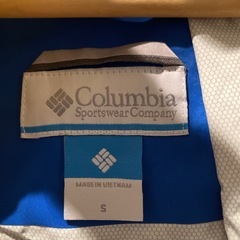 Columbia
Sportswear Company
MADE IN VIETNAM
S